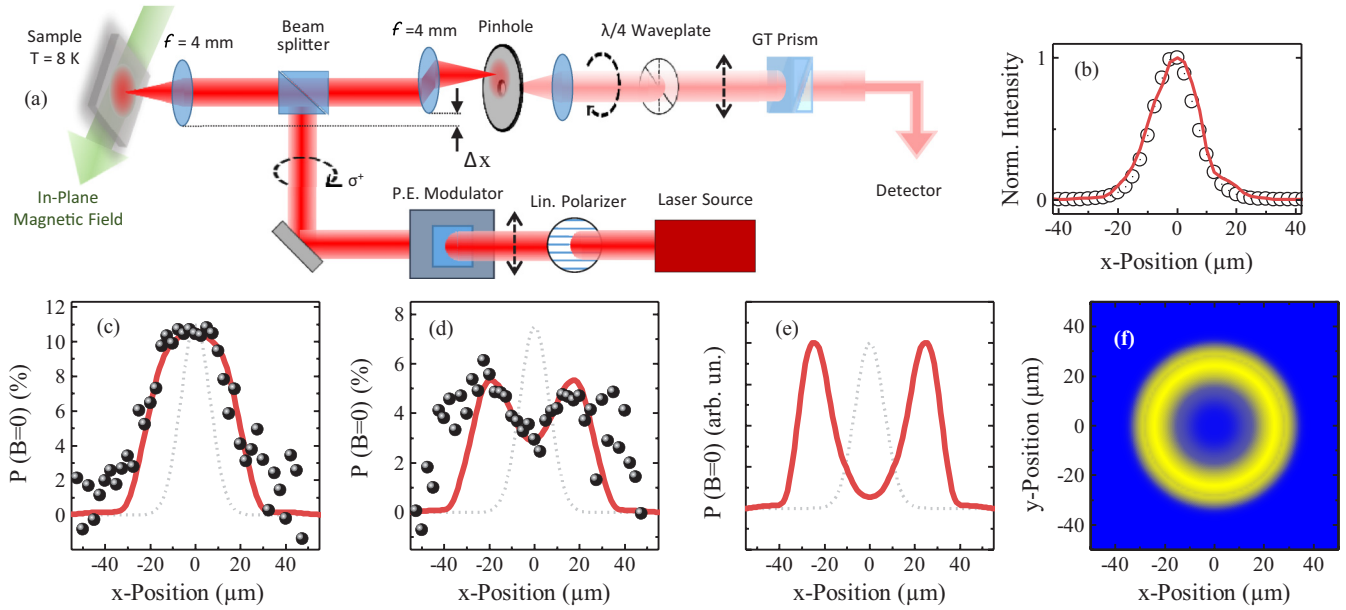 Sample
T = 8 K
f = 4 mm
Beam
splitter
f = 4 mm
Pinhole
λ/4 Waveplate
GT Prism
(a)
Δx
σ+
In-Plane
Magnetic Field
P.E. Modulator
Lin. Polarizer
Laser Source
Detector
(b)
Norm. Intensity
1
0
-40 -20 0 20 40
x-Position (µm)
(c)
P (B=0) (%)
12
10
8
6
4
2
0
-40 -20 0 20 40
x-Position (µm)
(d)
P (B=0) (%)
8
6
4
2
0
-40 -20 0 20 40
x-Position (µm)
(e)
P (B=0) (arb. un.)
-40 -20 0 20 40
x-Position (µm)
(f)
y-Position (µm)
40
20
0
-20
-40
-40 -20 0 20 40
x-Position (µm)